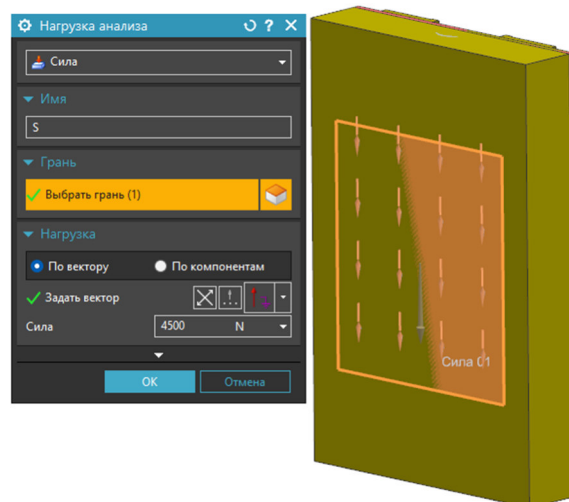 Нагрузка анализа
Сила
Имя
S
Грань
Выбрать грань (1)
Нагрузка
По вектору По компонентам
Задать вектор
Сила 4500 N
OK Отмена
Сила 01